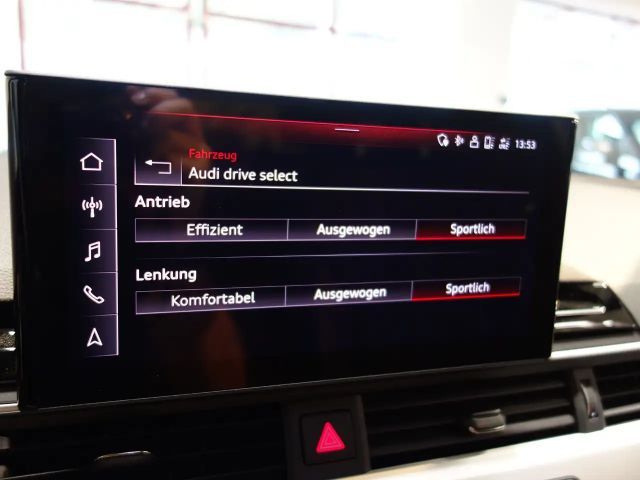 13:53
Fahrzeug
Audi drive select
Antrieb
Effizient Ausgewogen Sportlich
Lenkung
Komfortabel Ausgewogen Sportlich